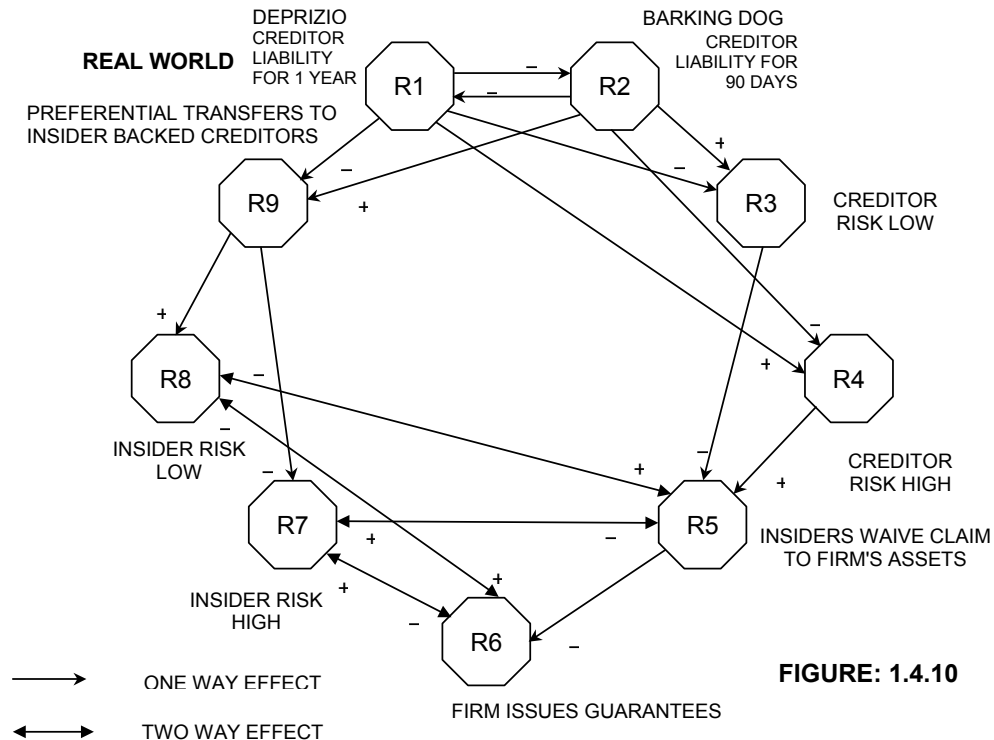 DEPRIZIO
CREDITOR
LIABILITY
FOR 1 YEAR
BARKING DOG
CREDITOR
LIABILITY FOR
90 DAYS
REAL WORLD
R1
–
–
R2
PREFERENTIAL TRANSFERS TO
INSIDER BACKED CREDITORS
–
+
–
+
R9
R3
CREDITOR
RISK LOW
+
–
+
R8
–
R4
INSIDER RISK
LOW
–
–
+
–
+
CREDITOR
RISK HIGH
R7
+
–
R5
INSIDERS WAIVE CLAIM
TO FIRM'S ASSETS
INSIDER RISK
HIGH
+
–
+
–
R6
FIRM ISSUES GUARANTEES
ONE WAY EFFECT
TWO WAY EFFECT
FIGURE: 1.4.10